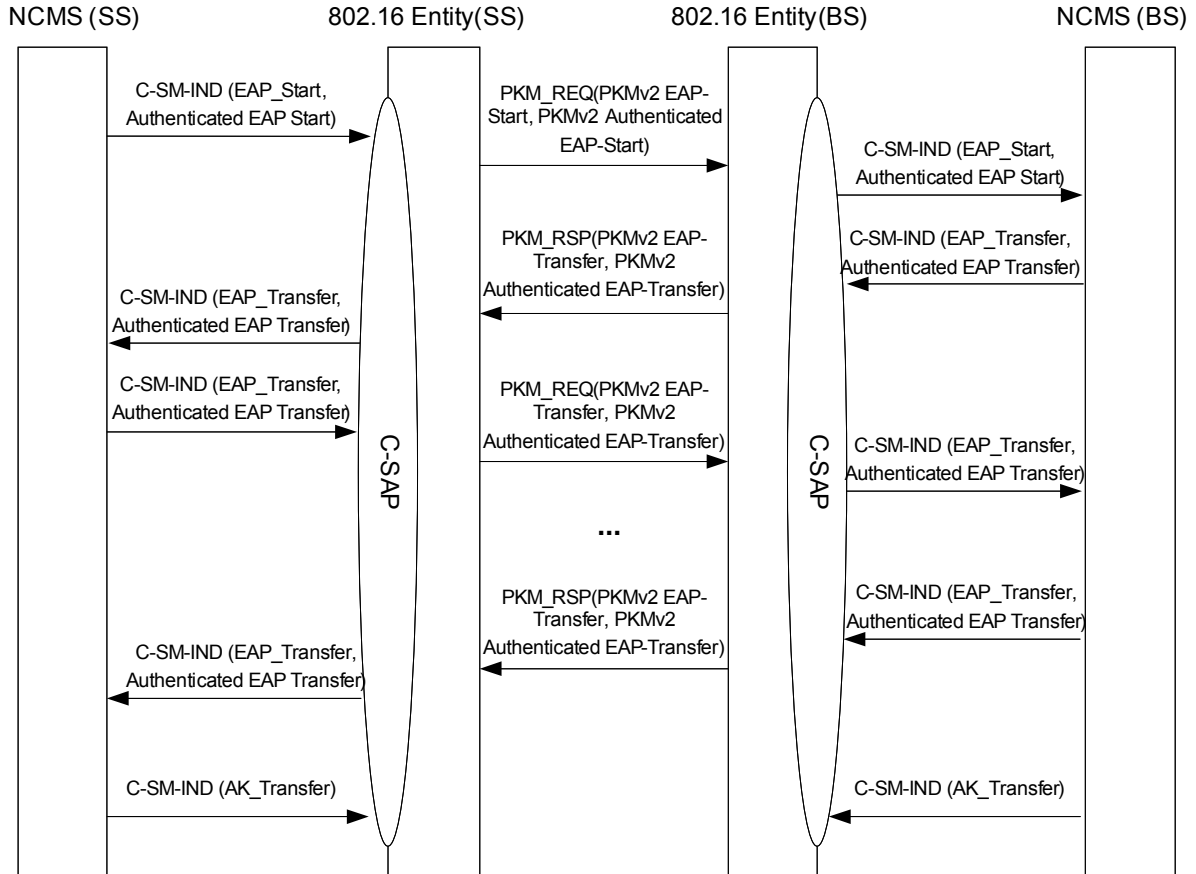 NCMS (SS)
802.16 Entity(SS)
802.16 Entity(BS)
NCMS (BS)
C-SM-IND (EAP_Start,
Authenticated EAP Start)
PKM_REQ(PKMv2 EAP-
Start, PKMv2 Authenticated
EAP-Start)
C-SM-IND (EAP_Start,
Authenticated EAP Start)
C-SM-IND (EAP_Transfer,
Authenticated EAP Transfer)
PKM_RSP(PKMv2 EAP-
Transfer, PKMv2
Authenticated EAP-Transfer)
C-SM-IND (EAP_Transfer,
Authenticated EAP Transfer)
C-SM-IND (EAP_Transfer,
Authenticated EAP Transfer)
PKM_REQ(PKMv2 EAP-
Transfer, PKMv2
Authenticated EAP-Transfer)
C-SM-IND (EAP_Transfer,
Authenticated EAP Transfer)
C-SAP
C-SAP
...
PKM_RSP(PKMv2 EAP-
Transfer, PKMv2
Authenticated EAP-Transfer)
C-SM-IND (EAP_Transfer,
Authenticated EAP Transfer)
C-SM-IND (EAP_Transfer,
Authenticated EAP Transfer)
C-SM-IND (AK_Transfer)
C-SM-IND (AK_Transfer)